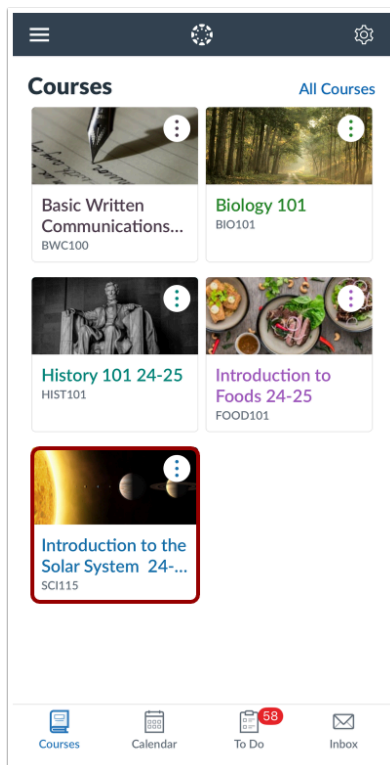 Courses
All Courses
Basic Written
Communications...
BWC100
Biology 101
BIO101
History 101 24-25
HIST101
Introduction to
Foods 24-25
FOOD101
Introduction to the
Solar System 24-...
SCI115
58
Courses
Calendar
To Do
Inbox